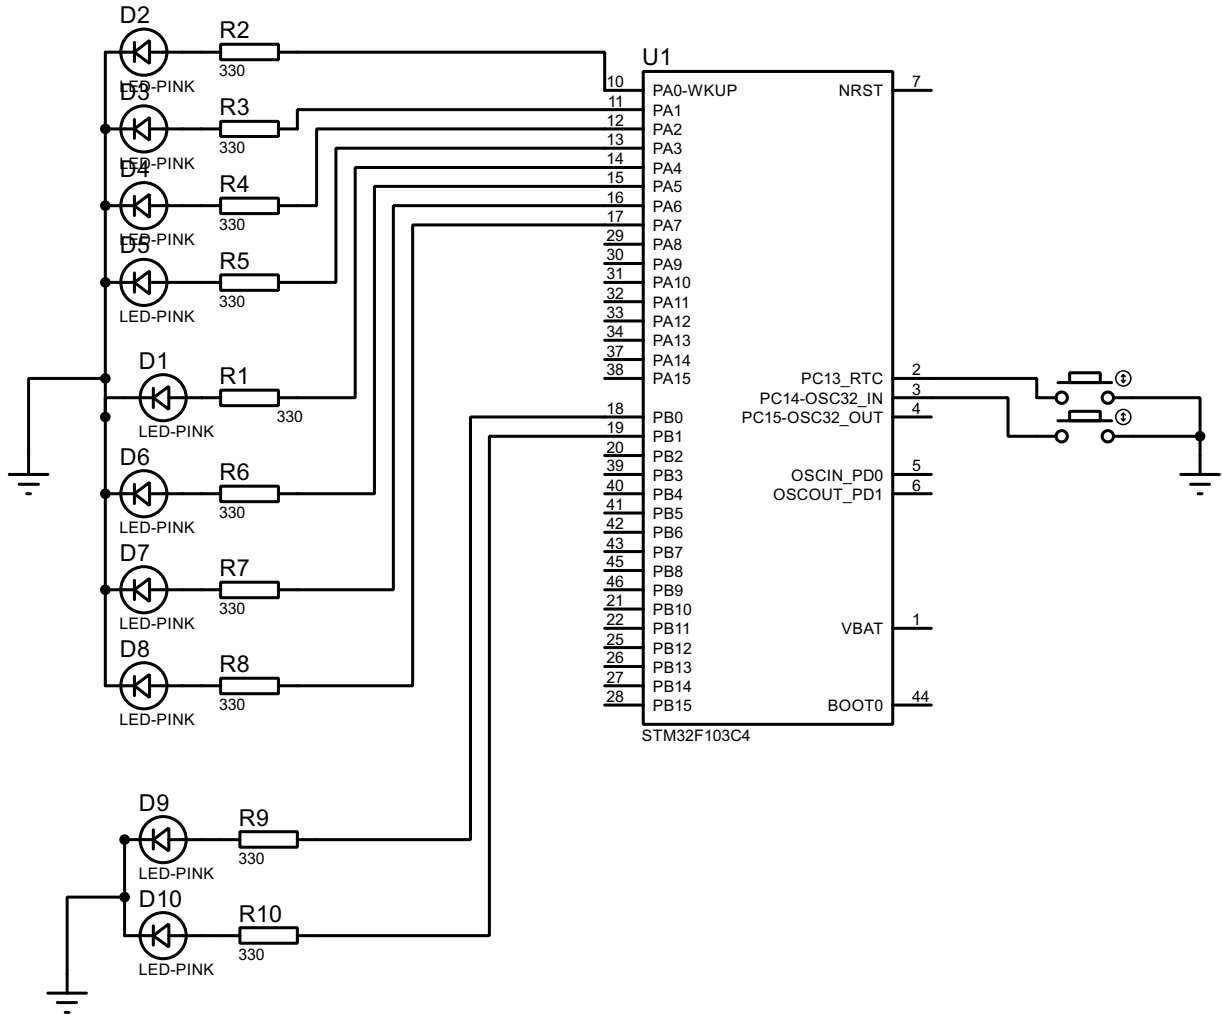 D2
R2
330
LED-PINK
D3
R3
330
LED-PINK
D4
R4
330
LED-PINK
D5
R5
330
LED-PINK
D1
R1
330
LED-PINK
D6
R6
330
LED-PINK
D7
R7
330
LED-PINK
D8
R8
330
LED-PINK
D9
R9
330
LED-PINK
D10
R10
330
LED-PINK
U1
10 PA0-WKUP
11 PA1
12 PA2
13 PA3
14 PA4
15 PA5
16 PA6
17 PA7
29 PA8
30 PA9
31 PA10
32 PA11
33 PA12
34 PA13
37 PA14
38 PA15
18 PB0
19 PB1
20 PB2
39 PB3
40 PB4
41 PB5
42 PB6
43 PB7
45 PB8
46 PB9
21 PB10
22 PB11
25 PB12
26 PB13
27 PB14
28 PB15
NRST 7
PC13_RTC 2
PC14-OSC32_IN 3
PC15-OSC32_OUT 4
OSCIN_PD0 5
OSCOUT_PD1 6
VBAT 1
BOOT0 44
STM32F103C4